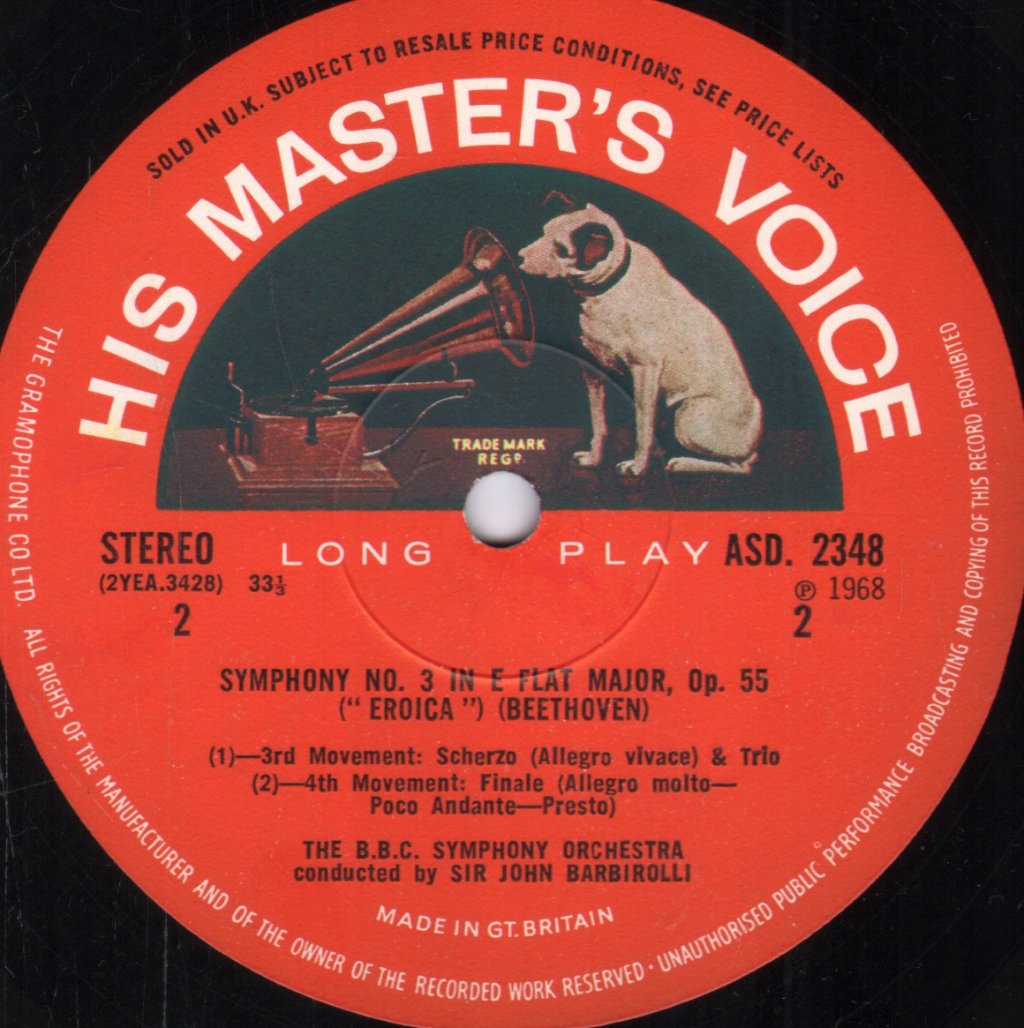 SOLD IN U.K. SUBJECT TO RESALE PRICE CONDITIONS, SEE PRICE LISTS
HIS MASTER'S VOICE
TRADE MARK
REGD.
STEREO
LONG PLAY
ASD. 2348
(2YEA.3428) 33⅓
℗ 1968
2
2
SYMPHONY NO. 3 IN E FLAT MAJOR, Op. 55
(“ EROICA ”) (BEETHOVEN)
(1)—3rd Movement: Scherzo (Allegro vivace) & Trio
(2)—4th Movement: Finale (Allegro molto—
Poco Andante—Presto)
THE B.B.C. SYMPHONY ORCHESTRA
conducted by SIR JOHN BARBIROLLI
MADE IN GT. BRITAIN
THE GRAMOPHONE CO LTD. ALL RIGHTS OF THE MANUFACTURER AND OF THE OWNER OF THE RECORDED WORK RESERVED · UNAUTHORISED PUBLIC PERFORMANCE BROADCASTING AND COPYING OF THIS RECORD PROHIBITED